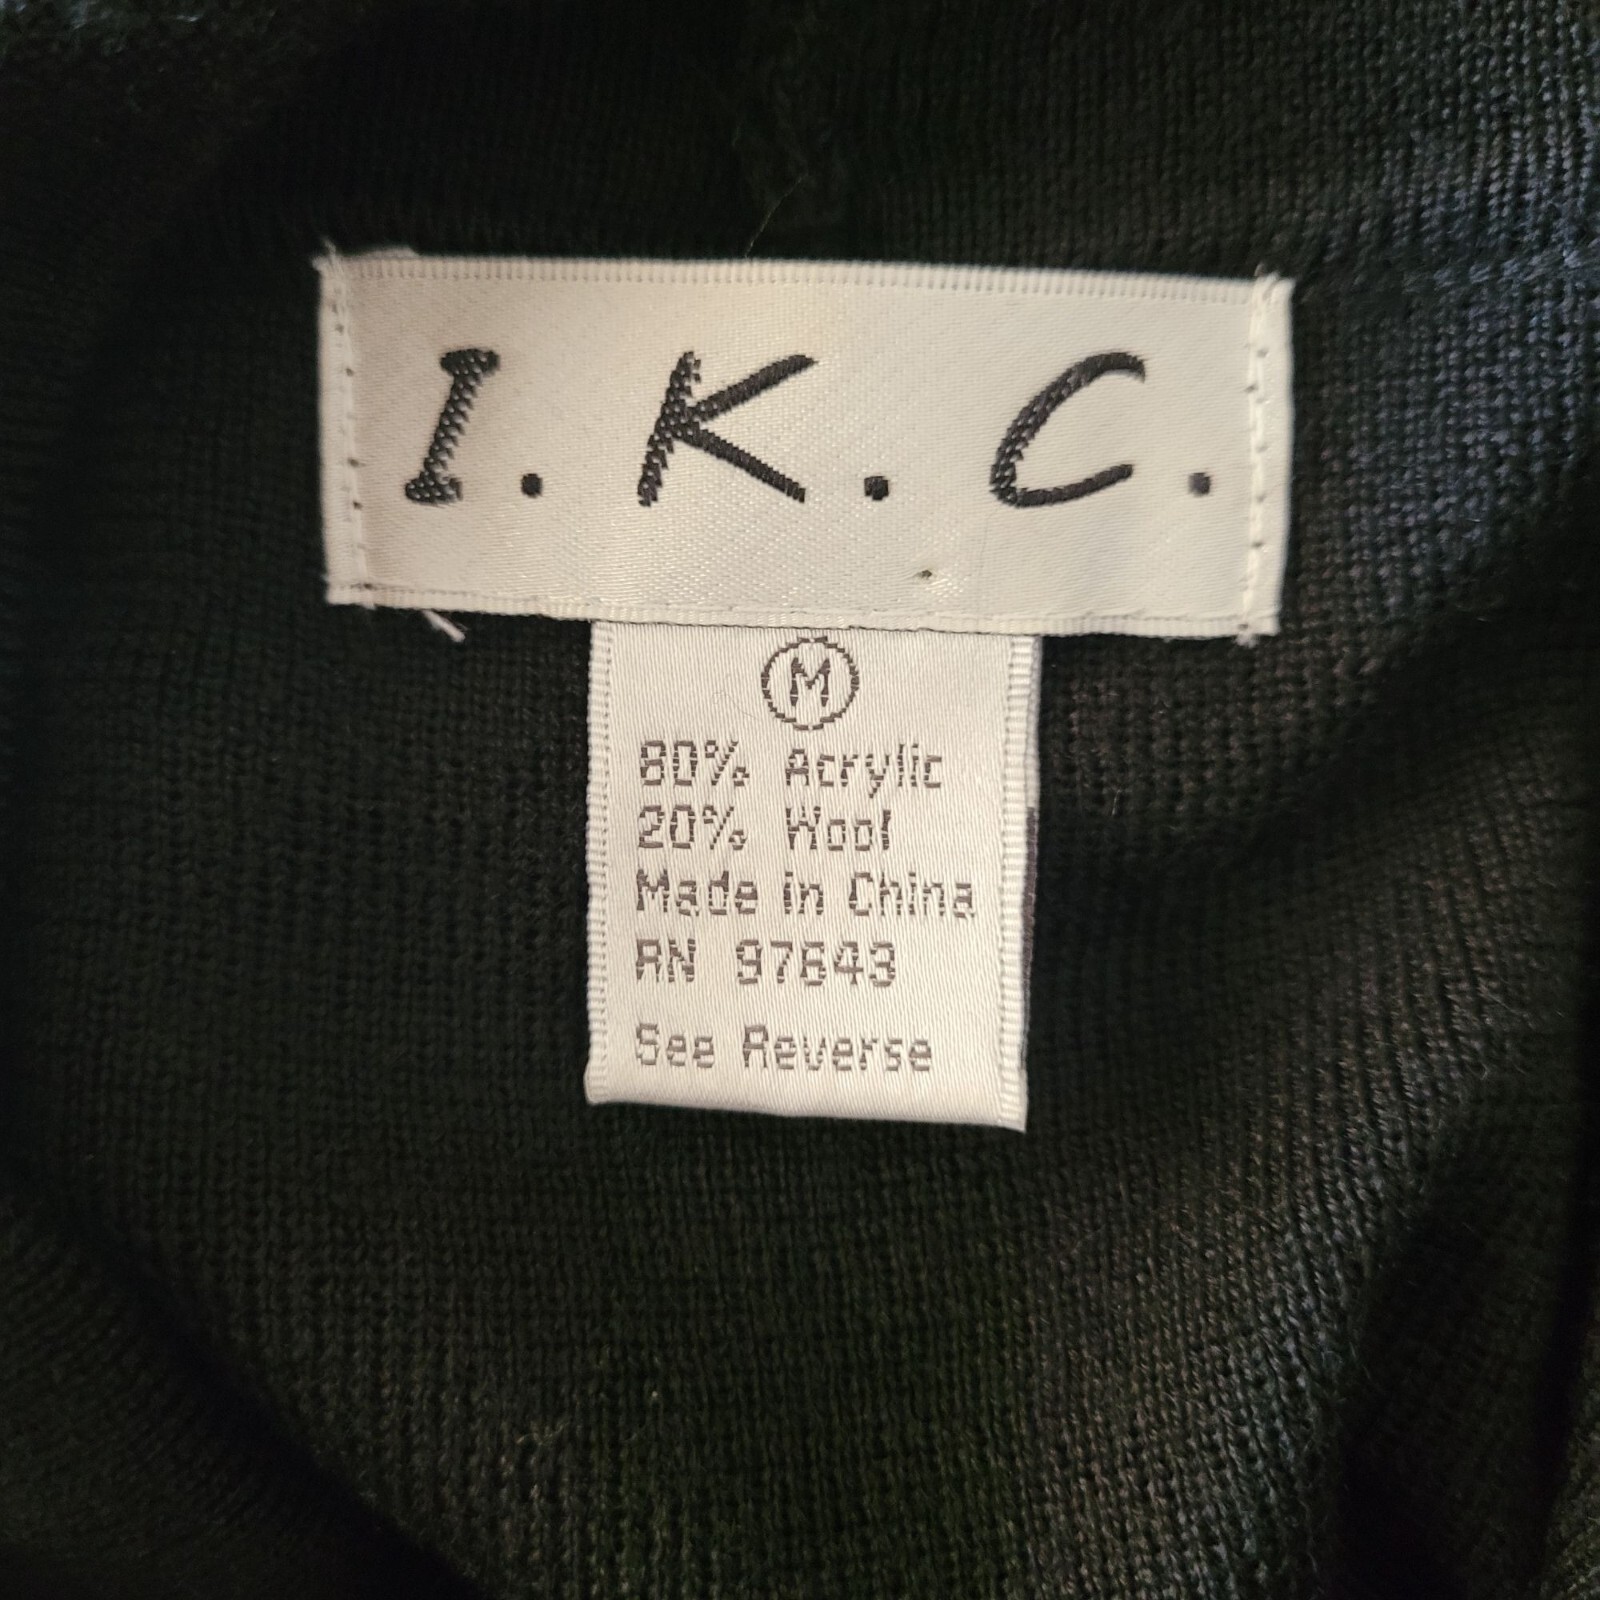 I. K. C.
M
80% Acrylic
20% Wool
Made in China
RN 97643
See Reverse